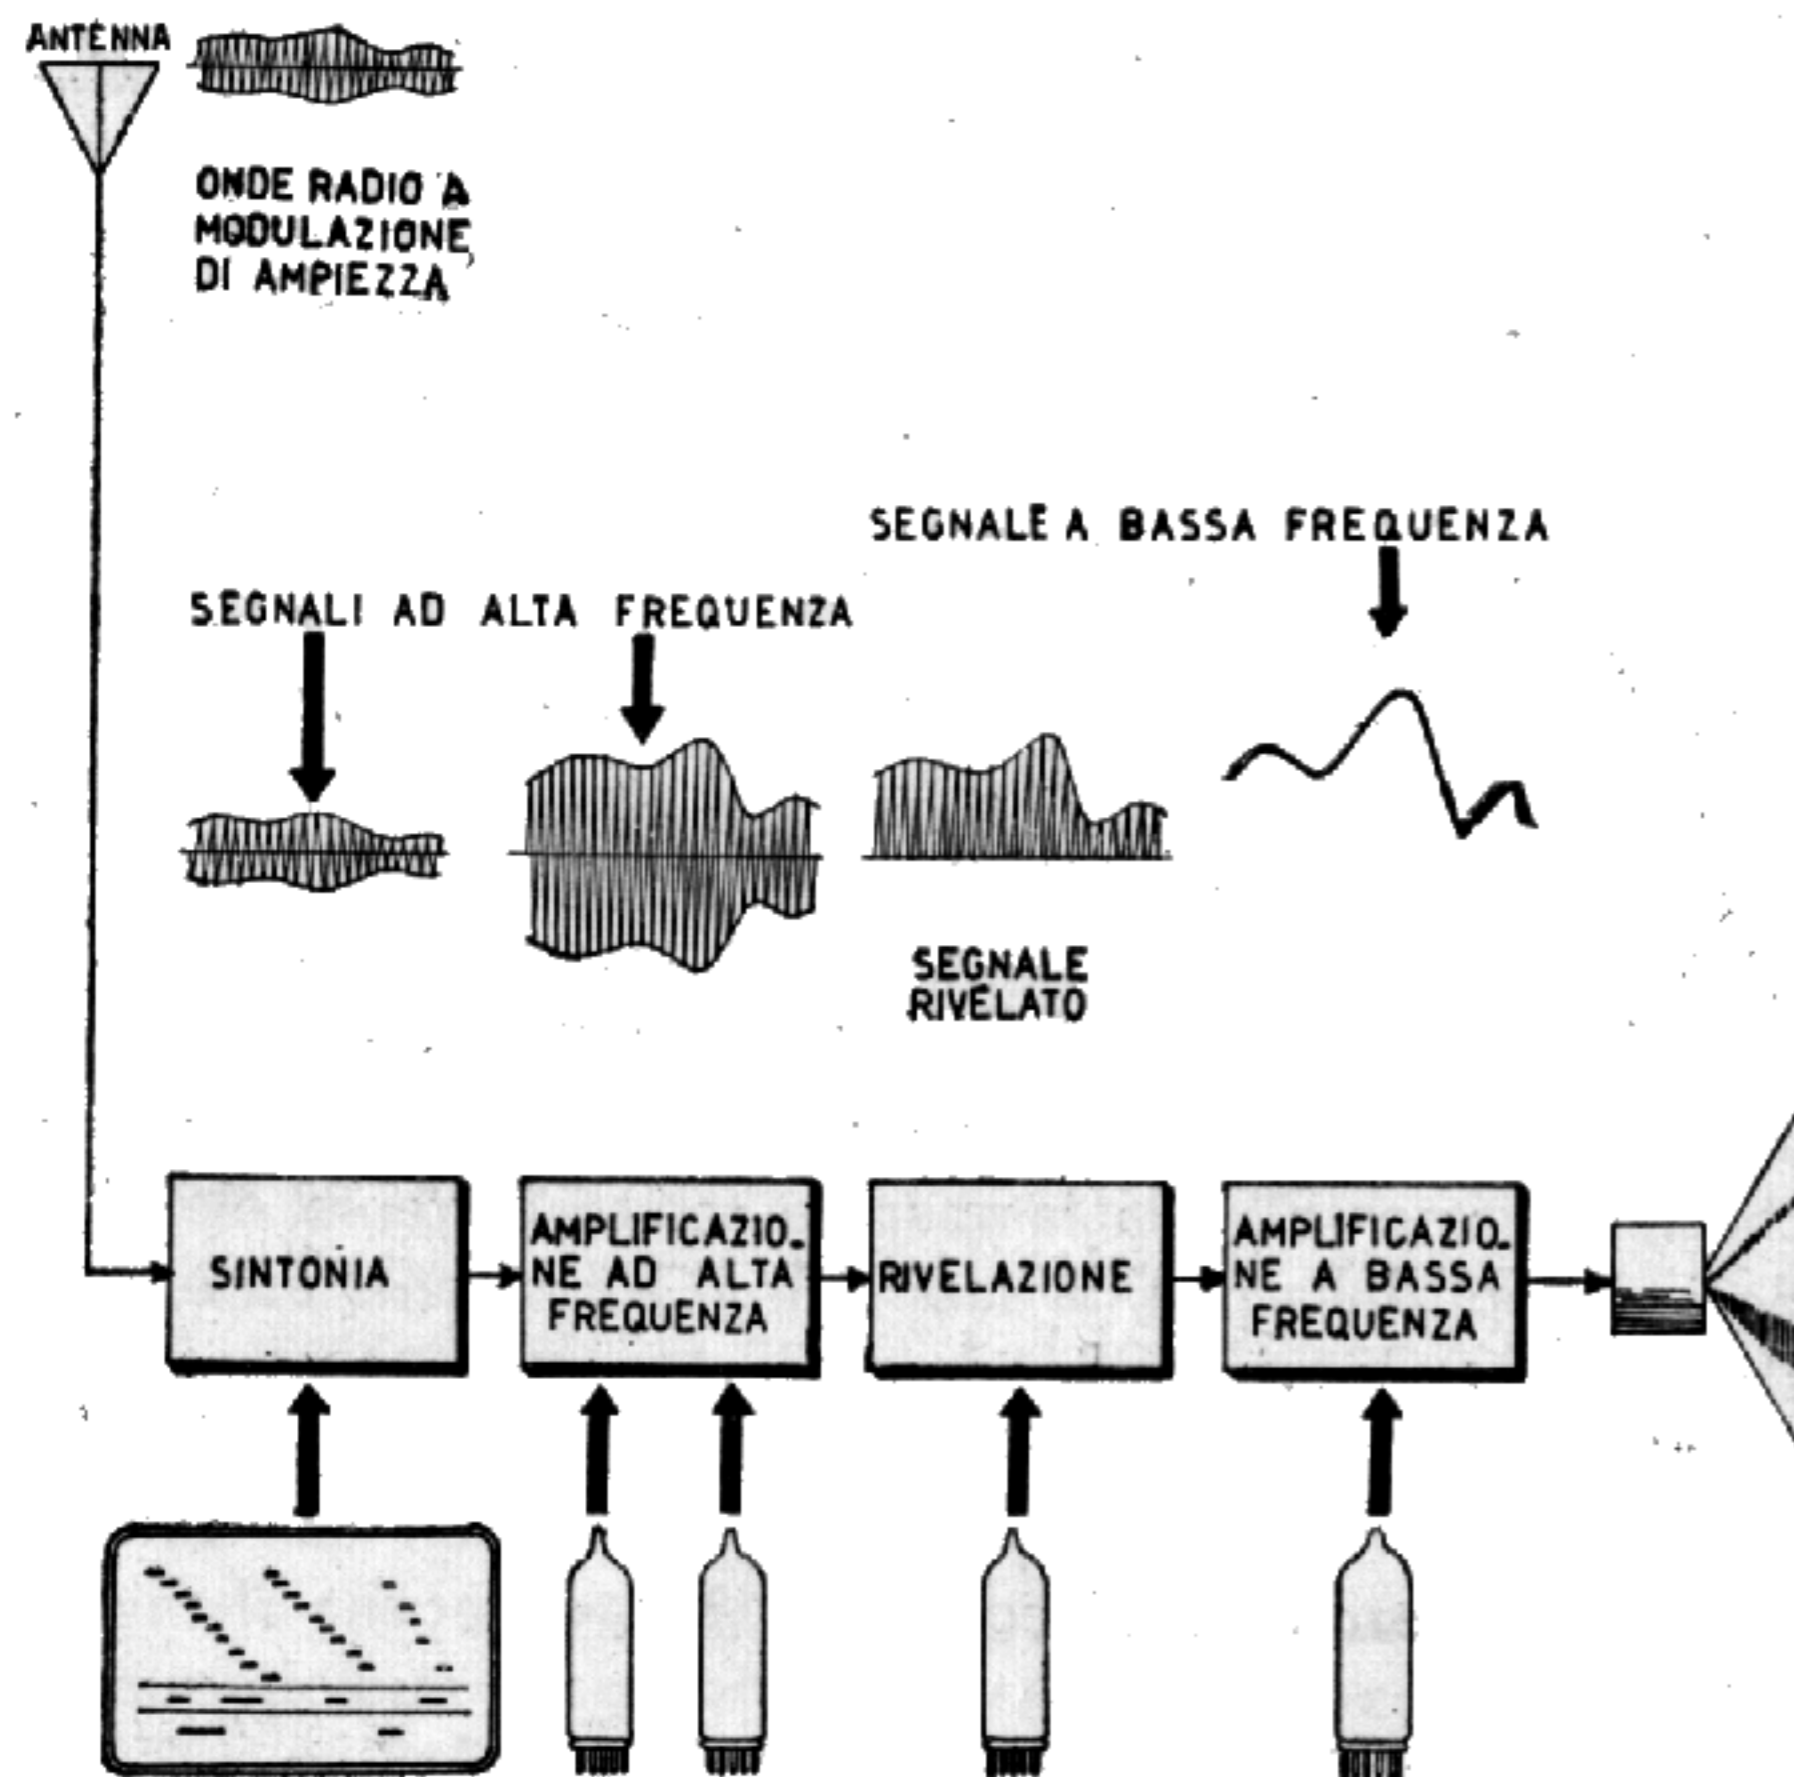 ANTENNA
ONDE RADIO A
MODULAZIONE
DI AMPIEZZA
SEGNALE A BASSA FREQUENZA
SEGNALI AD ALTA FREQUENZA
SEGNALE
RIVELATO
SINTONIA
AMPLIFICAZIO-
NE AD ALTA
FREQUENZA
RIVELAZIONE
AMPLIFICAZIO-
NE A BASSA
FREQUENZA